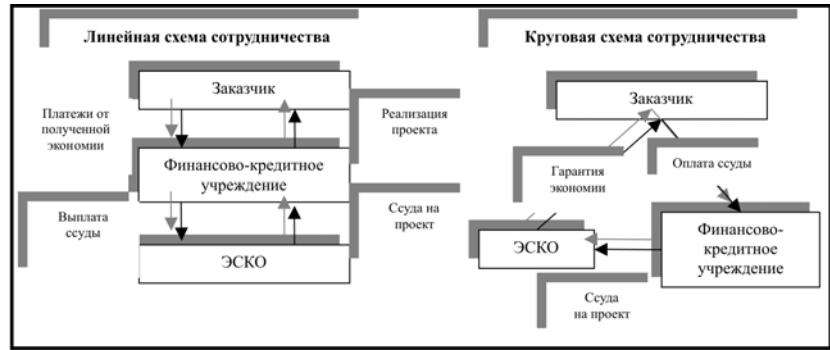 Линейная схема сотрудничества
Заказчик
Платежи от
полученной
экономии
Реализация
проекта
Финансово-кредитное
учреждение
Выплата
ссуды
Ссуда на
проект
ЭСКО
Круговая схема сотрудничества
Заказчик
Гарантия
экономии
Оплата ссуды
ЭСКО
Финансово-
кредитное
учреждение
Ссуда
на проект